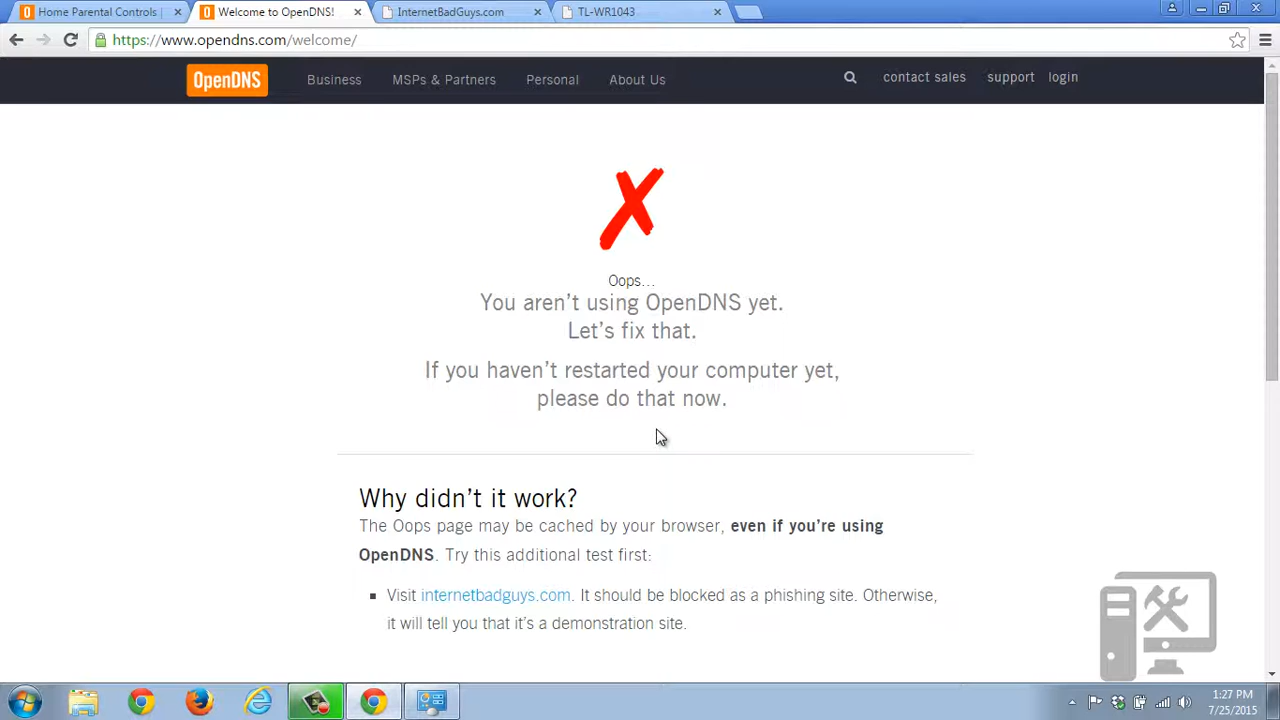 Home Parental Controls |
Welcome to OpenDNS!
InternetBadGuys.com
TL-WR1043
https://www.opendns.com/welcome/
OpenDNS
Business
MSPs & Partners
Personal
About Us
contact sales
support
login
Oops...
You aren't using OpenDNS yet.
Let's fix that.
If you haven't restarted your computer yet,
please do that now.
Why didn't it work?
The Oops page may be cached by your browser, even if you're using
OpenDNS. Try this additional test first:
Visit internetbadguys.com. It should be blocked as a phishing site. Otherwise,
it will tell you that it's a demonstration site.
1:27 PM
7/25/2015